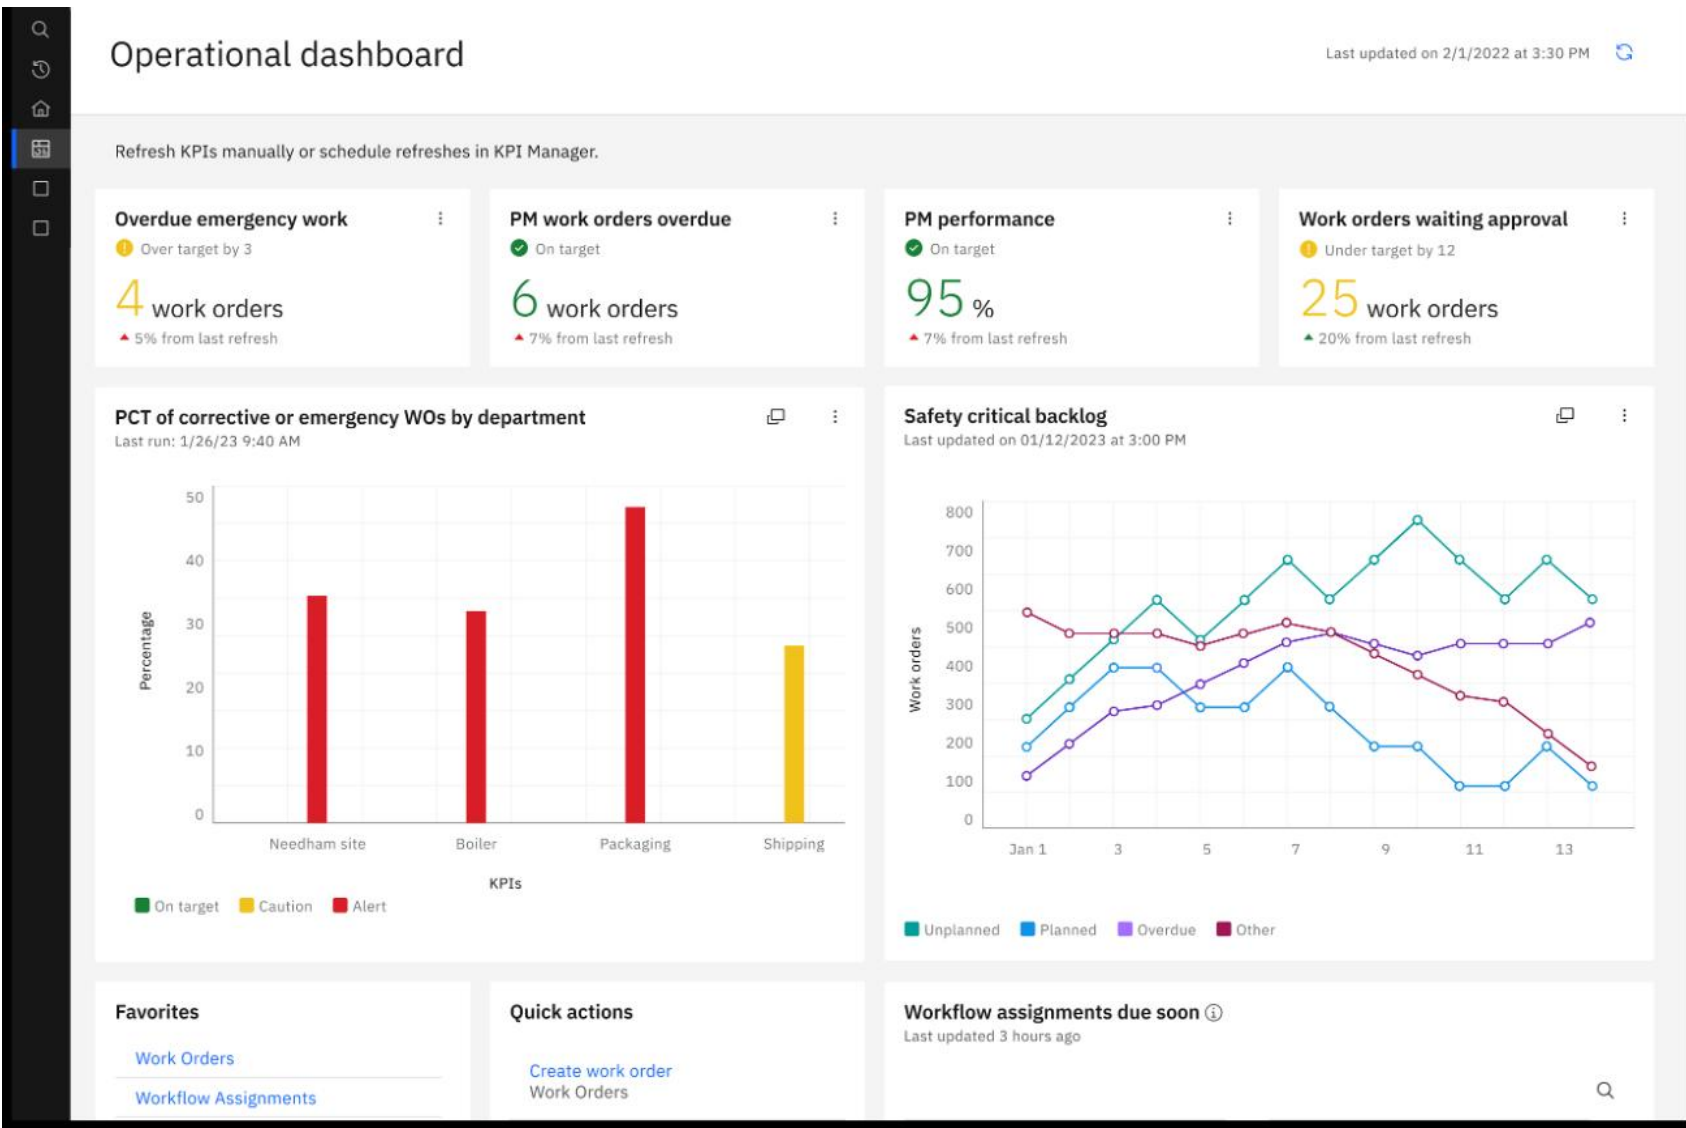 Operational dashboard
Last updated on 2/1/2022 at 3:30 PM
Refresh KPIs manually or schedule refreshes in KPI Manager.
Overdue emergency work
Over target by 3
4 work orders
5% from last refresh
PM work orders overdue
On target
6 work orders
7% from last refresh
PM performance
On target
95 %
7% from last refresh
Work orders waiting approval
Under target by 12
25 work orders
20% from last refresh
PCT of corrective or emergency WOs by department
Last run: 1/26/23 9:40 AM
50
40
30
20
10
0
Percentage
Needham site Boiler Packaging Shipping
KPIs
On target Caution Alert
Safety critical backlog
Last updated on 01/12/2023 at 3:00 PM
800
700
600
500
400
300
200
100
0
Work orders
Jan 1 3 5 7 9 11 13
Unplanned Planned Overdue Other
Favorites
Work Orders
Workflow Assignments
Quick actions
Create work order
Work Orders
Workflow assignments due soon
Last updated 3 hours ago